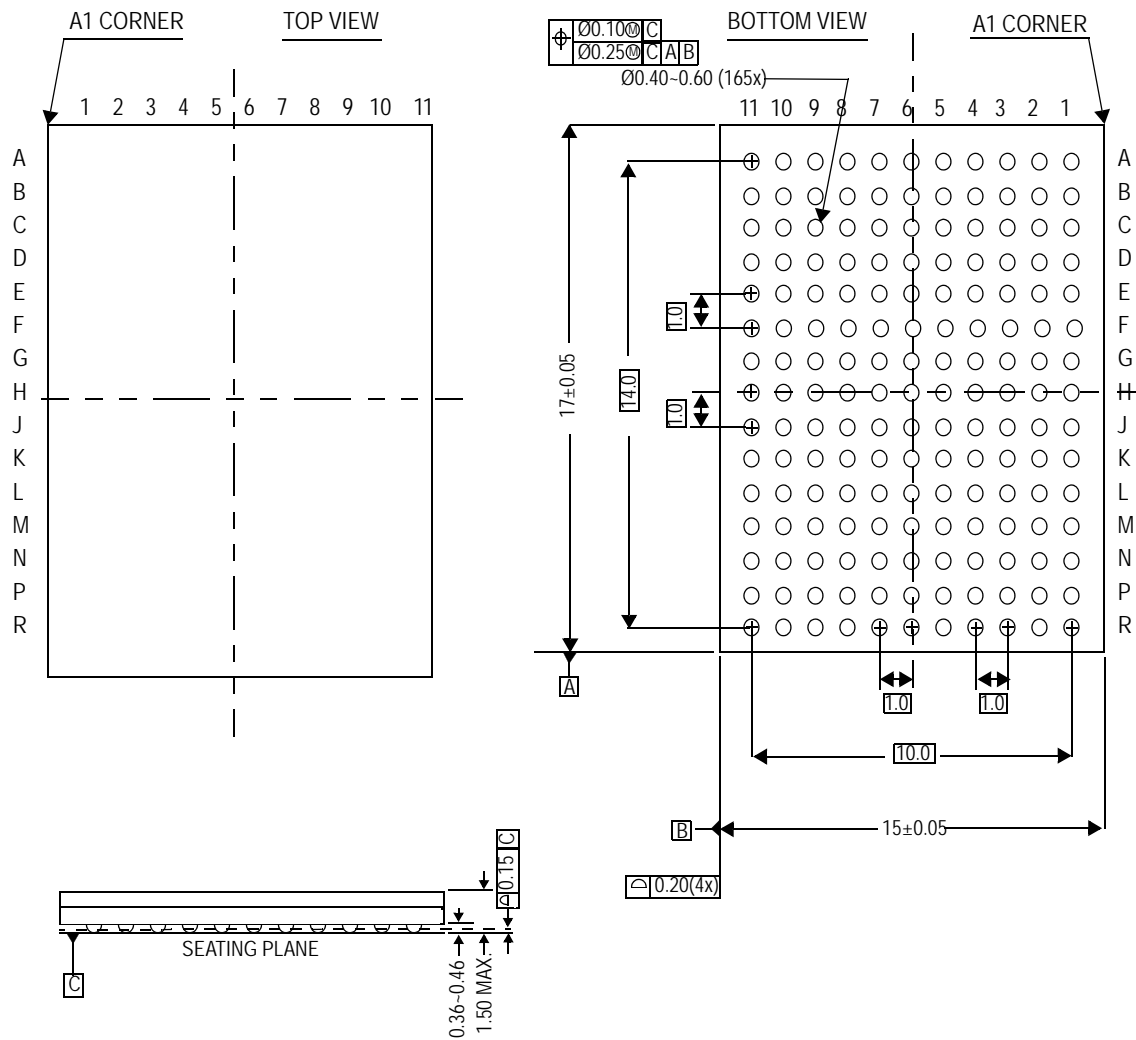 A1 CORNER
TOP VIEW
1 2 3 4 5 6 7 8 9 10 11
A
B
C
D
E
F
G
H
J
K
L
M
N
P
R
Ø0.10Ⓜ C
Ø0.25Ⓜ C A B
Ø0.40~0.60 (165x)
BOTTOM VIEW
A1 CORNER
11 10 9 8 7 6 5 4 3 2 1
A
B
C
D
E
F
G
H
J
K
L
M
N
P
R
17±0.05
14.0
1.0
1.0
A
1.0
1.0
10.0
B
15±0.05
0.20(4x)
0.15 C
SEATING PLANE
C
0.36~0.46
1.50 MAX.